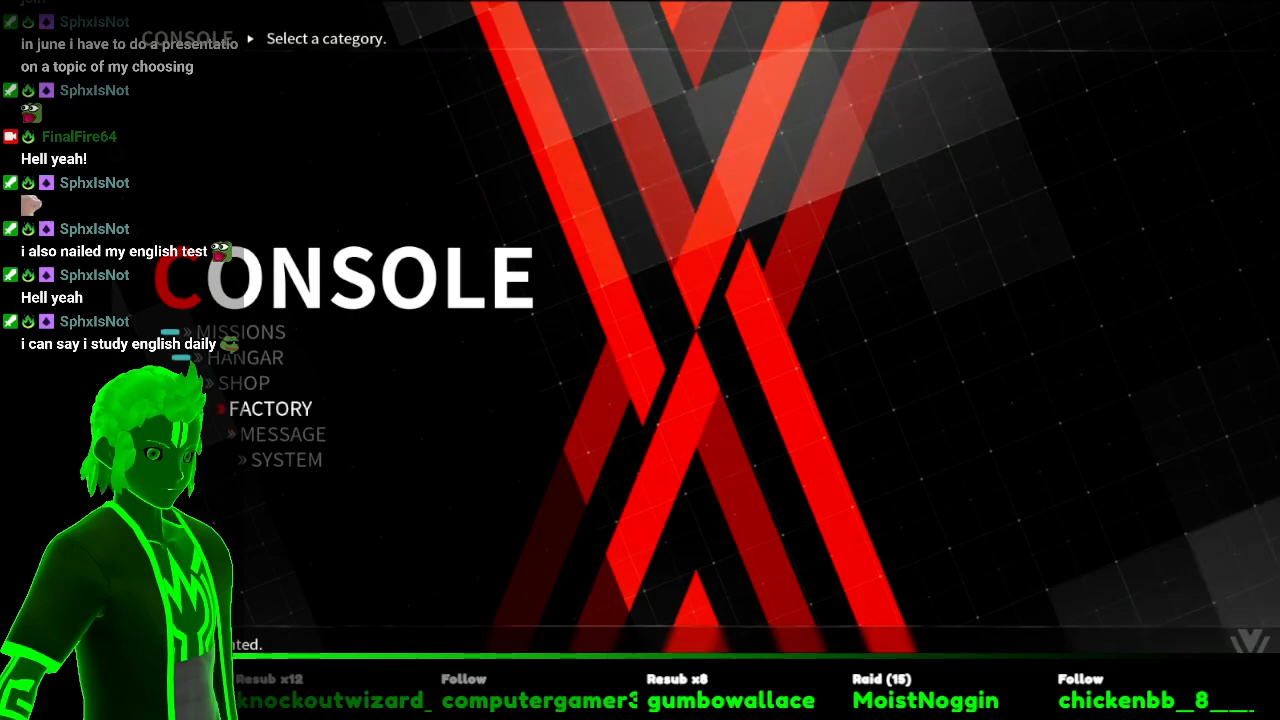 join
SphxIsNot
in june i have to do a presentatio
on a topic of my choosing
SphxIsNot
FinalFire64
Hell yeah!
SphxIsNot
SphxIsNot
i also nailed my english test
SphxIsNot
Hell yeah
SphxIsNot
i can say i study english daily
CONSOLE
Select a category.
CONSOLE
MISSIONS
HANGAR
SHOP
FACTORY
MESSAGE
SYSTEM
Resub x12
knockoutwizard_
Follow
computergamer3
Resub x8
gumbowallace
Raid (15)
MoistNoggin
Follow